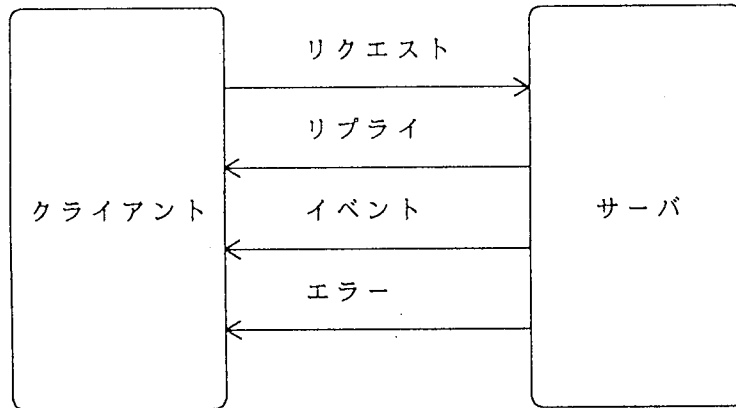 リクエスト
リプライ
クライアント
イベント
サーバ
エラー